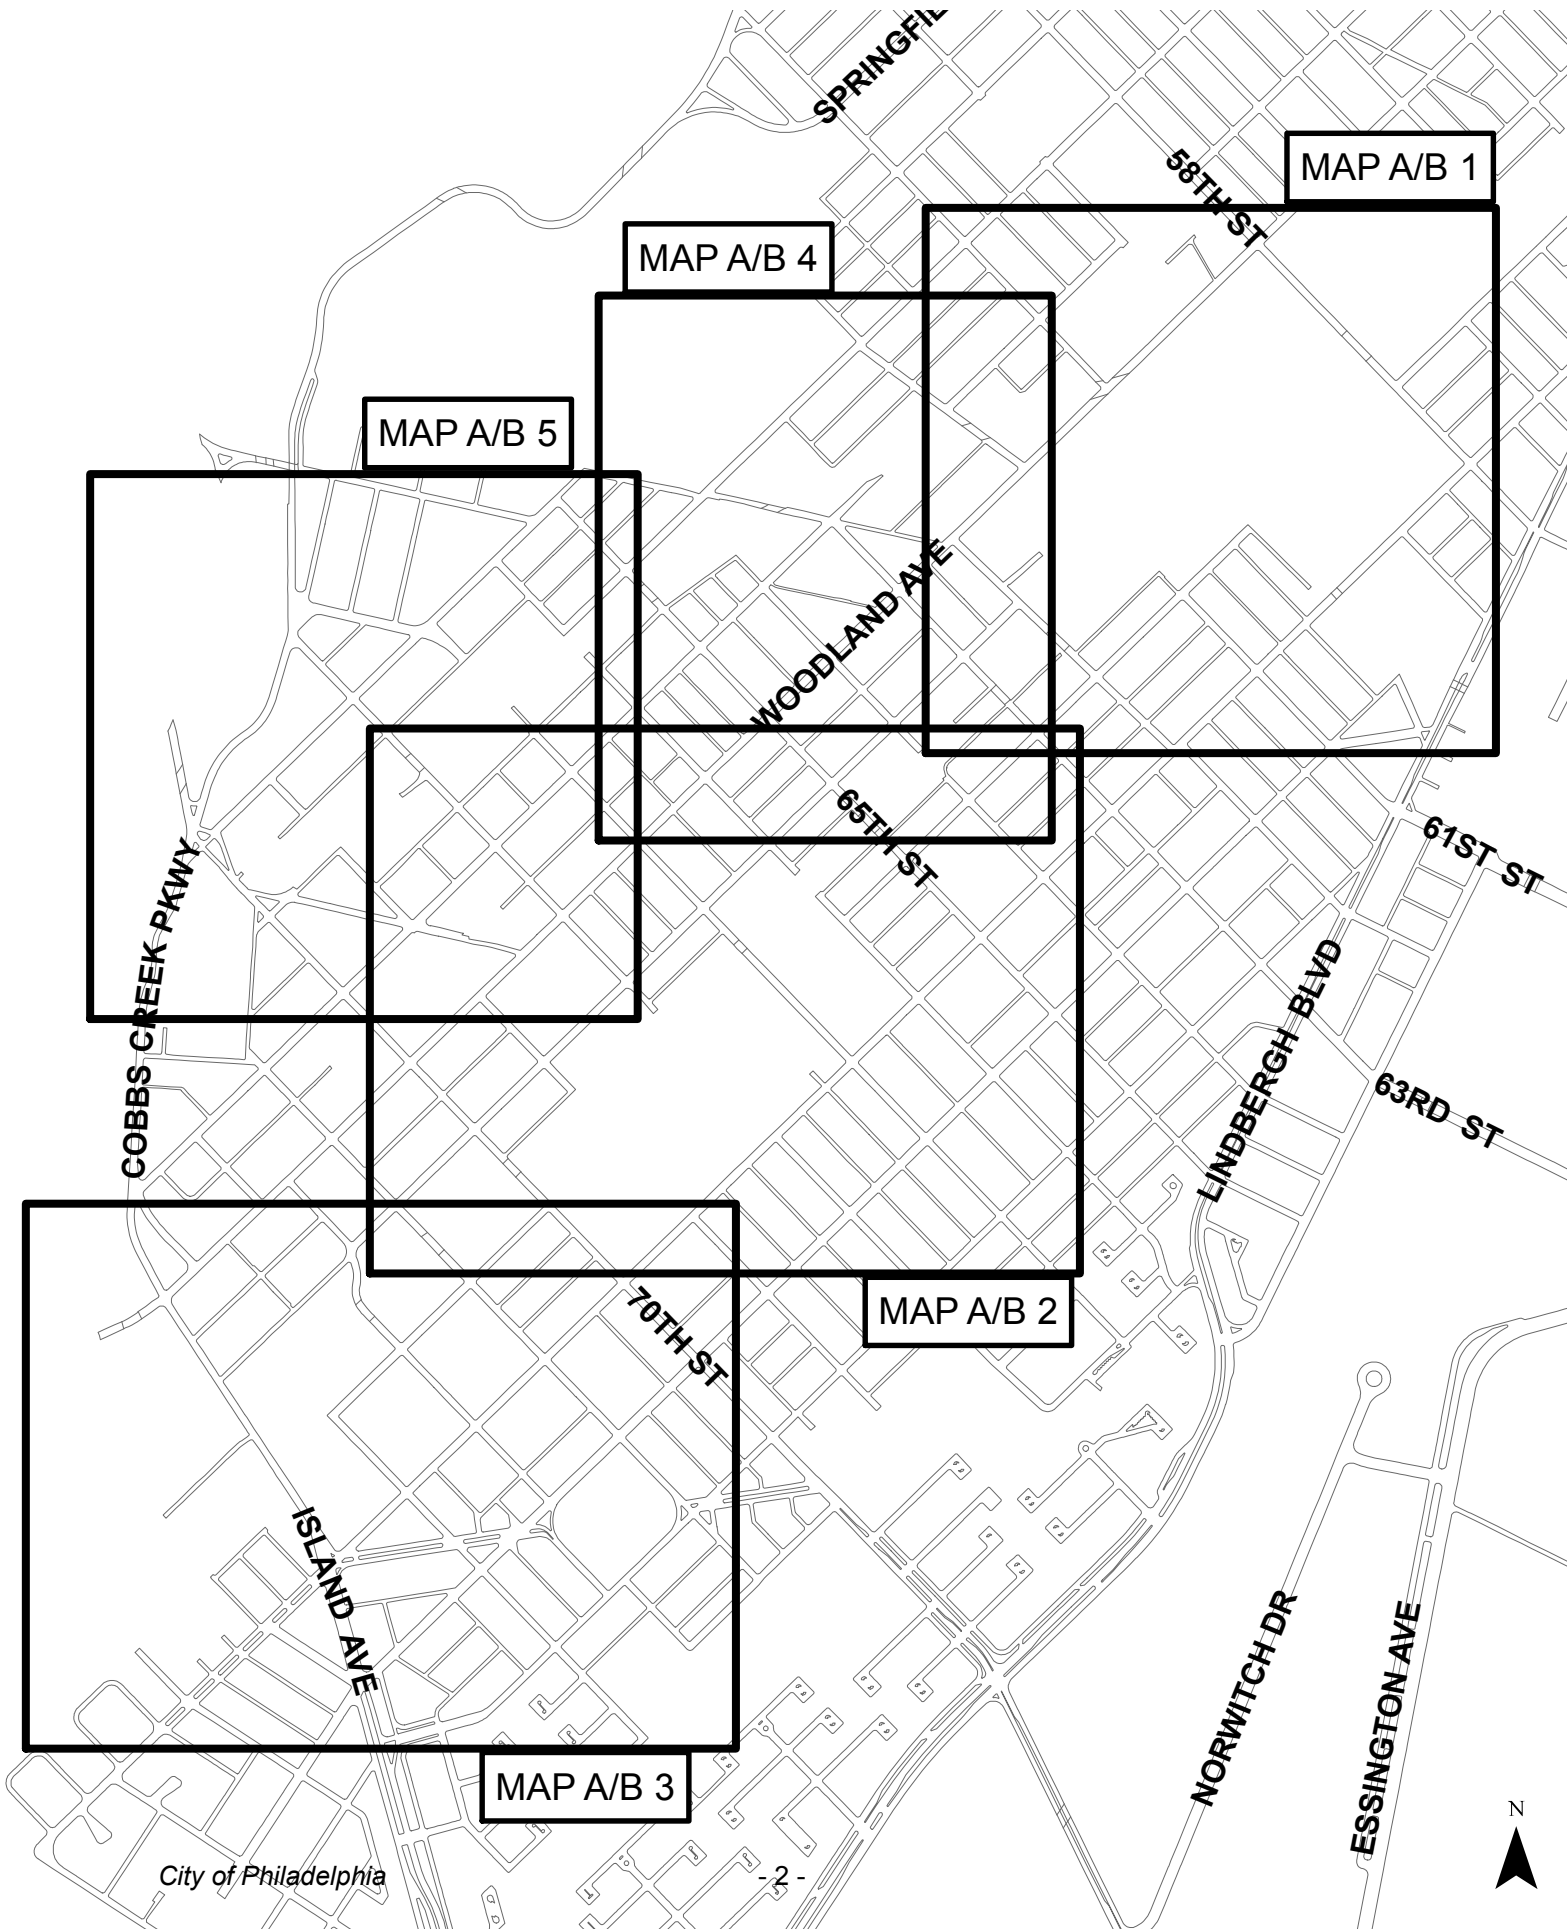 SPRINGFIE
MAP A/B 1
58TH ST
MAP A/B 4
MAP A/B 5
WOODLAND AVE
65TH ST
61ST ST
COBBS CREEK PKWY
LINDBERGH BLVD
63RD ST
MAP A/B 2
70TH ST
ISLAND AVE
NORWITCH DR
ESSINGTON AVE
MAP A/B 3
N
City of Philadelphia
- 2 -